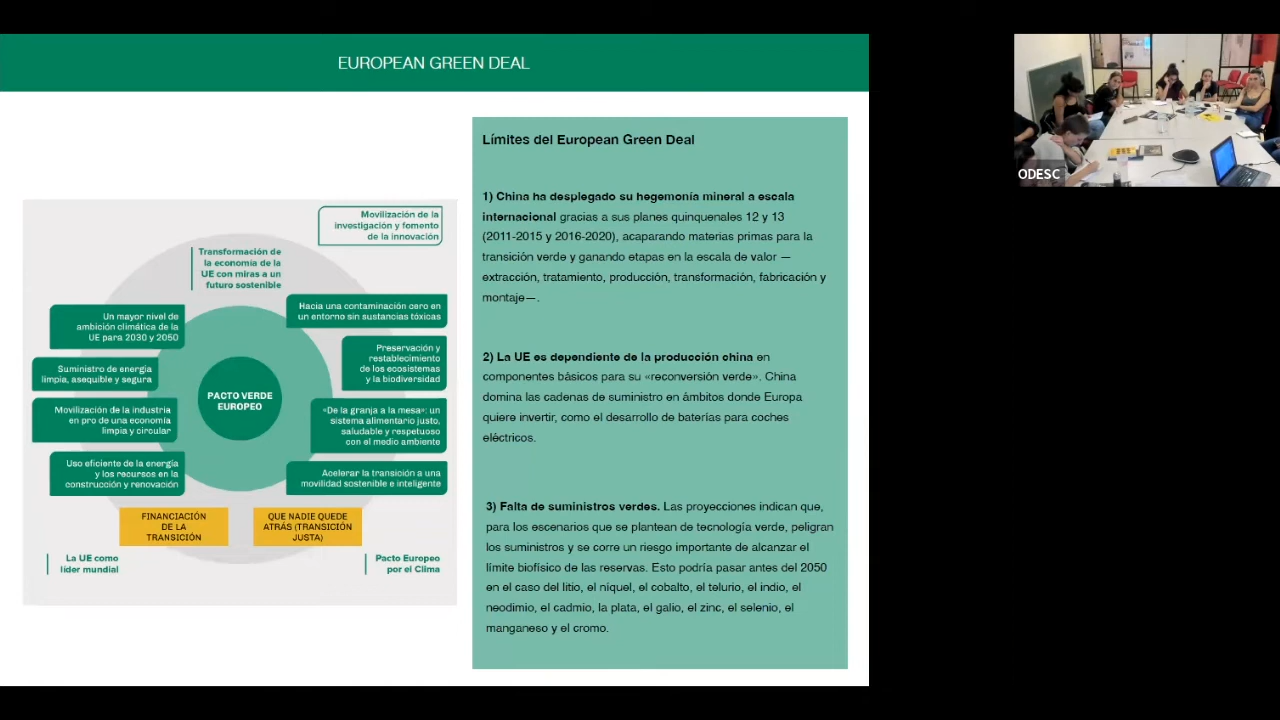 EUROPEAN GREEN DEAL
Movilización de la
investigación y fomento
de la innovación
Transformación de
la economía de la
UE con miras a un
futuro sostenible
Un mayor nivel de
ambición climática de la
UE para 2030 y 2050
Suministro de energía
limpia, asequible y segura
Movilización de la industria
en pro de una economía
limpia y circular
Uso eficiente de la energía
y los recursos en la
construcción y renovación
PACTO VERDE
EUROPEO
Hacia una contaminación cero en
un entorno sin sustancias tóxicas
Preservación y
restablecimiento
de los ecosistemas
y la biodiversidad
«De la granja a la mesa»: un
sistema alimentario justo,
saludable y respetuoso
con el medio ambiente
Acelerar la transición a una
movilidad sostenible e inteligente
FINANCIACIÓN
DE LA
TRANSICIÓN
QUE NADIE QUEDE
ATRÁS (TRANSICIÓN
JUSTA)
La UE como
líder mundial
Pacto Europeo
por el Clima
Límites del European Green Deal
1) China ha desplegado su hegemonía mineral a escala
internacional gracias a sus planes quinquenales 12 y 13
(2011-2015 y 2016-2020), acaparando materias primas para la
transición verde y ganando etapas en la escala de valor —
extracción, tratamiento, producción, transformación, fabricación y
montaje—.
2) La UE es dependiente de la producción china en
componentes básicos para su «reconversión verde». China
domina las cadenas de suministro en ámbitos donde Europa
quiere invertir, como el desarrollo de baterías para coches
eléctricos.
3) Falta de suministros verdes. Las proyecciones indican que,
para los escenarios que se plantean de tecnología verde, peligran
los suministros y se corre un riesgo importante de alcanzar el
límite biofísico de las reservas. Esto podría pasar antes del 2050
en el caso del litio, el níquel, el cobalto, el telurio, el indio, el
neodimio, el cadmio, la plata, el galio, el zinc, el selenio, el
manganeso y el cromo.
ODESC